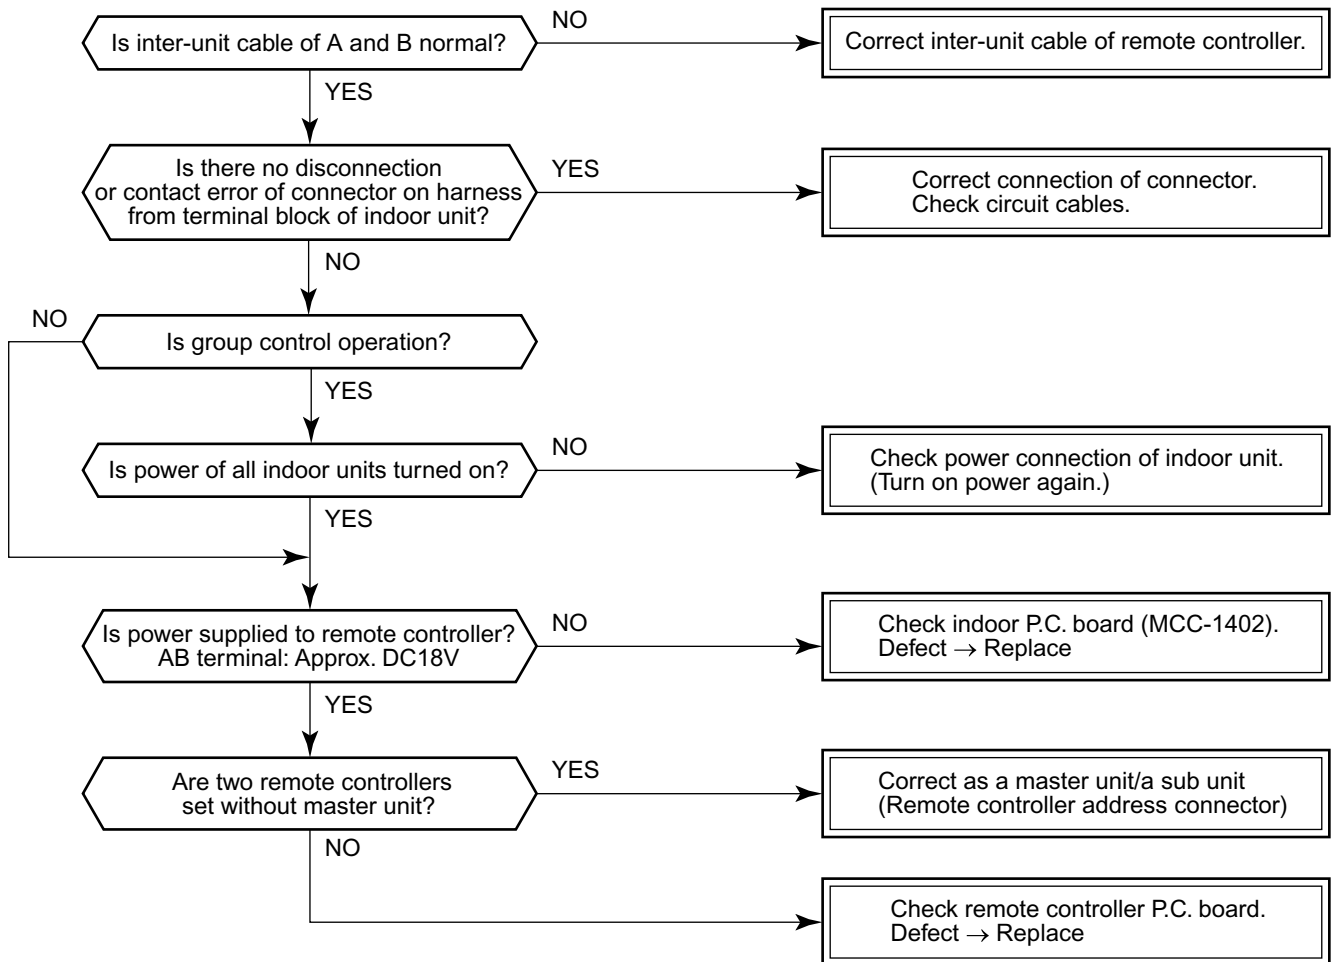 Is inter-unit cable of A and B normal?
NO
Correct inter-unit cable of remote controller.
YES
Is there no disconnection
or contact error of connector on harness
from terminal block of indoor unit?
YES
Correct connection of connector.
Check circuit cables.
NO
NO
Is group control operation?
YES
Is power of all indoor units turned on?
NO
Check power connection of indoor unit.
(Turn on power again.)
YES
Is power supplied to remote controller?
AB terminal: Approx. DC18V
NO
Check indoor P.C. board (MCC-1402).
Defect → Replace
YES
Are two remote controllers
set without master unit?
YES
Correct as a master unit/a sub unit
(Remote controller address connector)
NO
Check remote controller P.C. board.
Defect → Replace